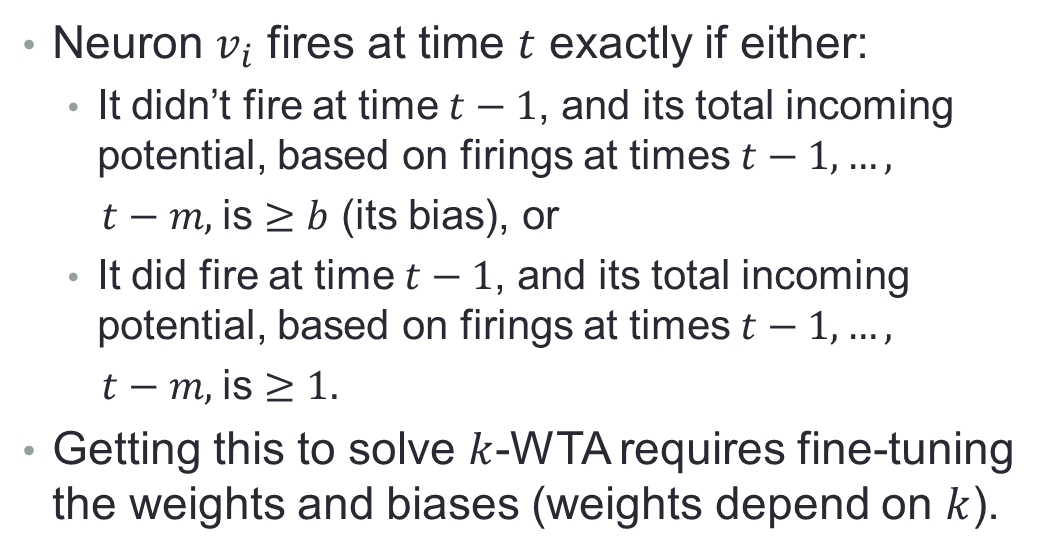 • Neuron 𝑣ᵢ fires at time 𝑡 exactly if either:
• It didn’t fire at time 𝑡 − 1, and its total incoming
potential, based on firings at times 𝑡 − 1, … ,
𝑡 − 𝑚, is ≥ 𝑏 (its bias), or
• It did fire at time 𝑡 − 1, and its total incoming
potential, based on firings at times 𝑡 − 1, … ,
𝑡 − 𝑚, is ≥ 1.
• Getting this to solve 𝑘-WTA requires fine-tuning
the weights and biases (weights depend on 𝑘).